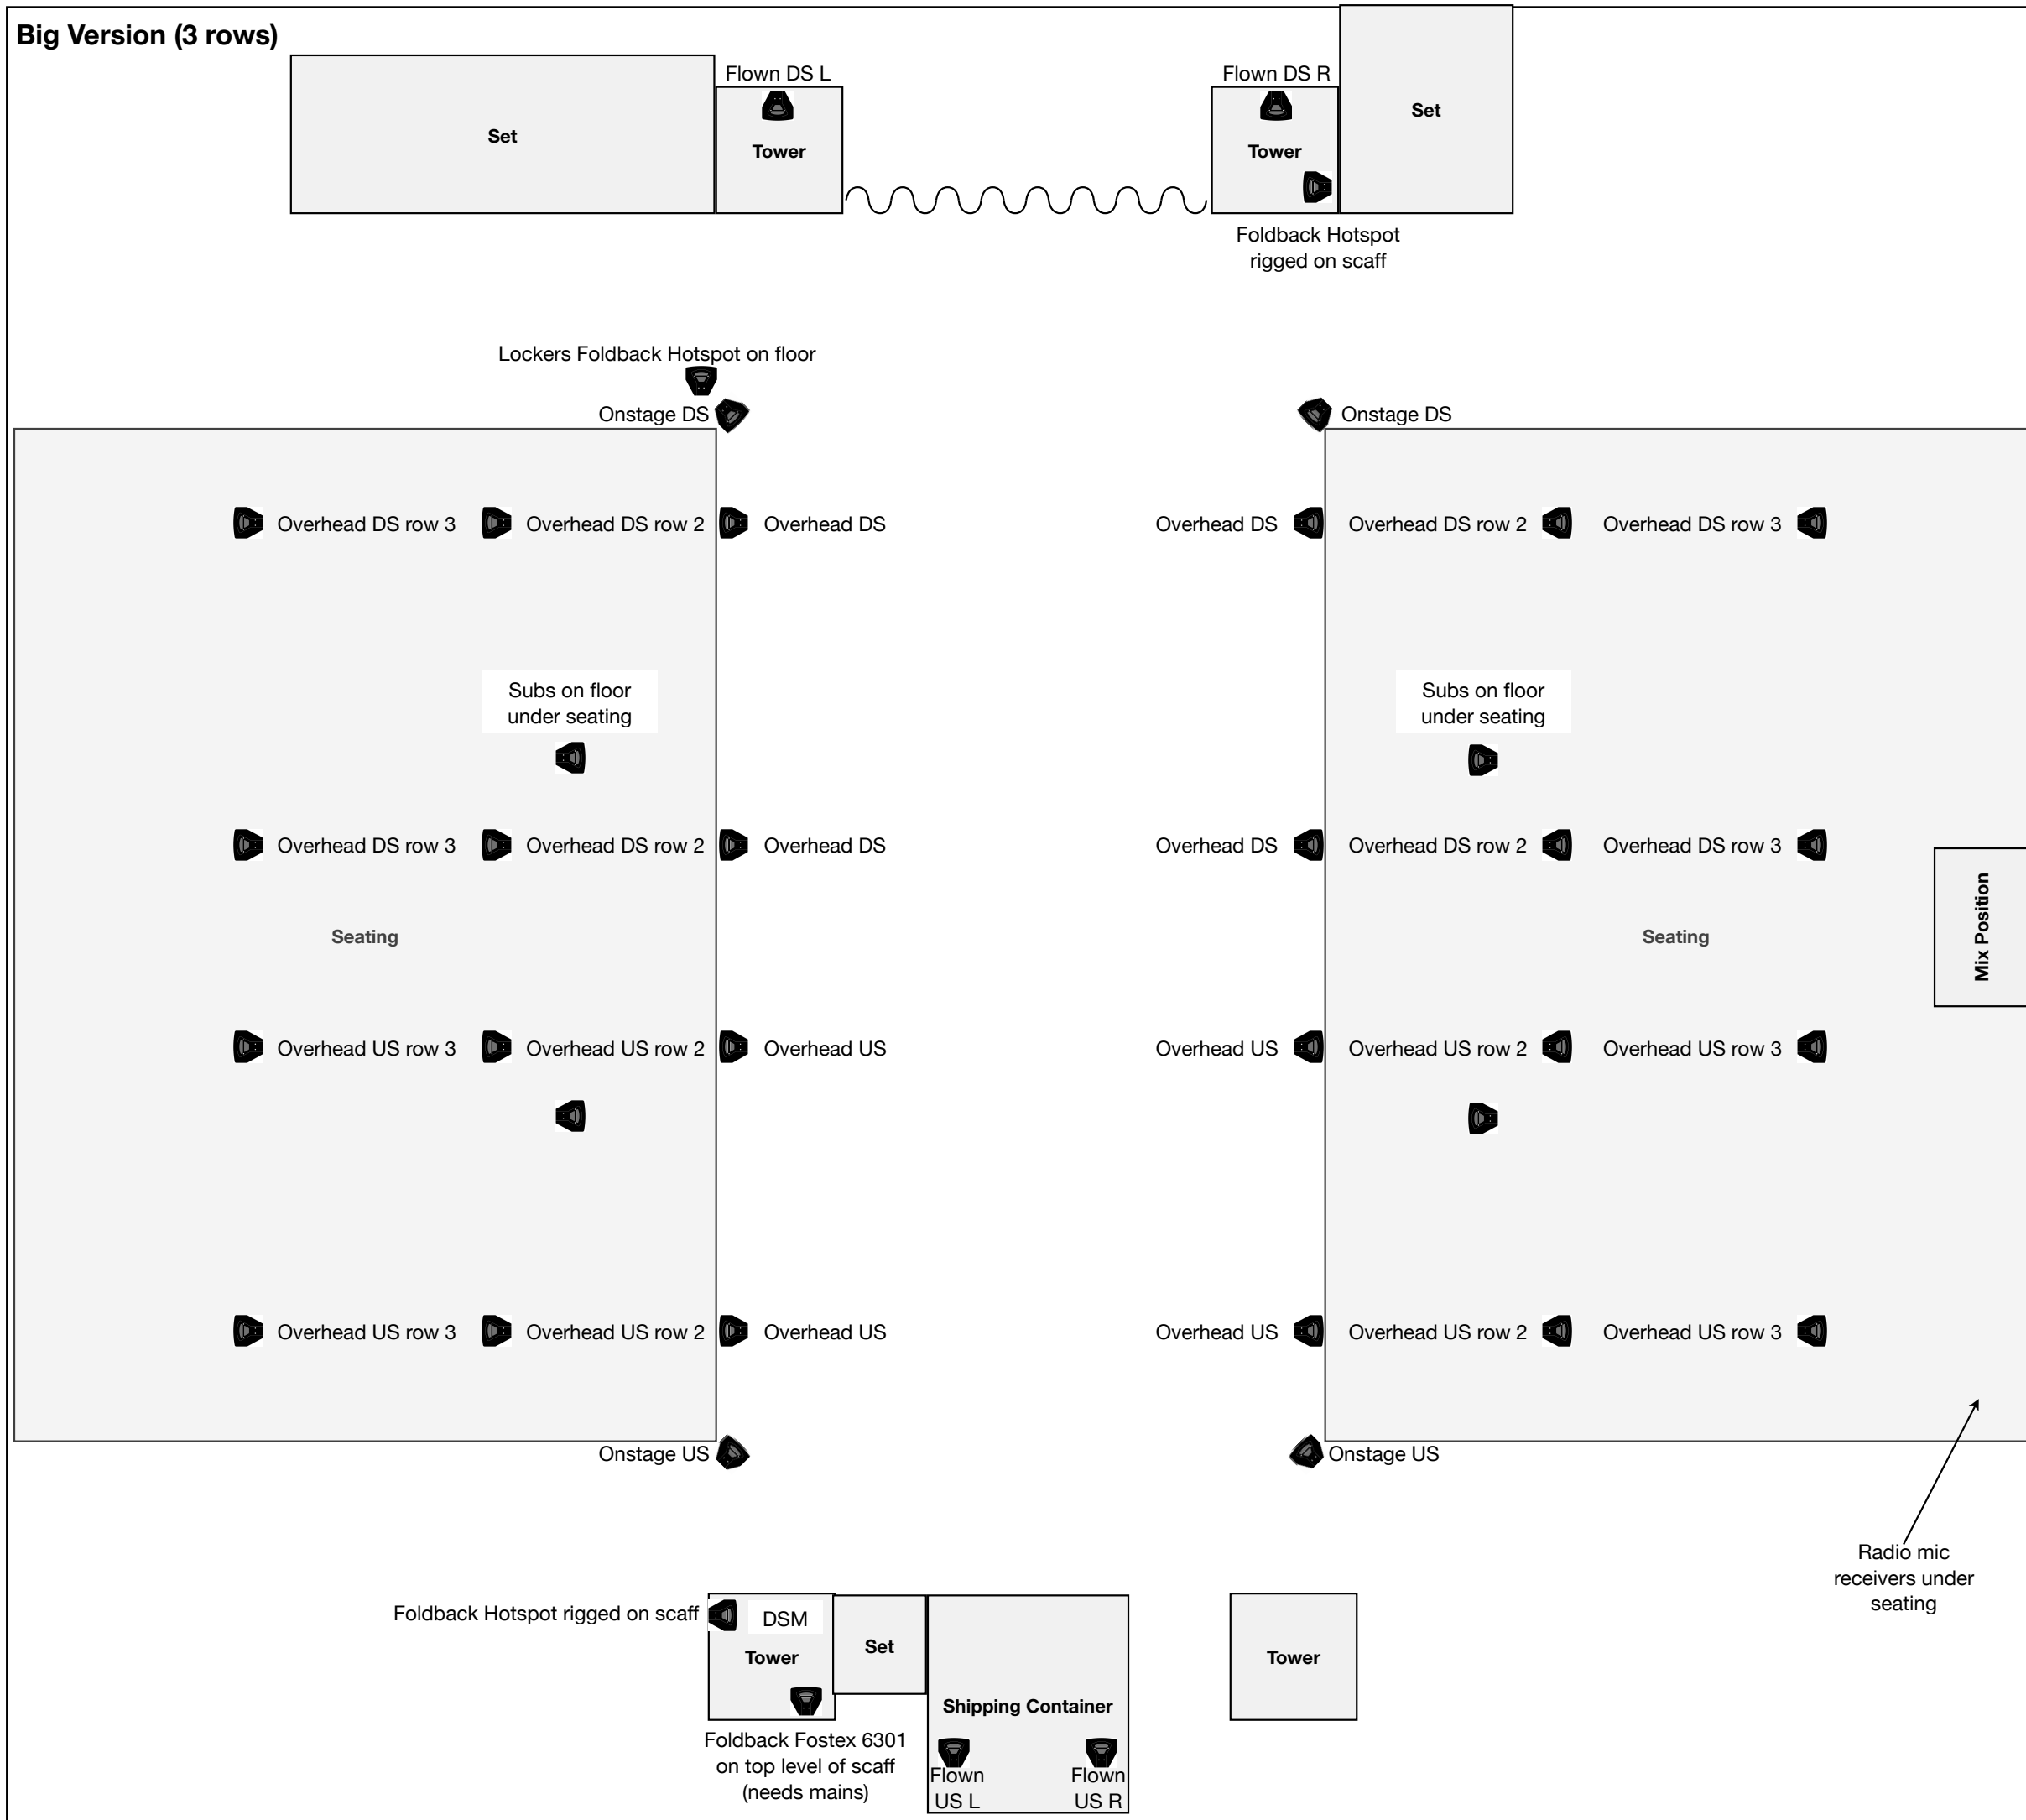 Big Version (3 rows)
Flown DS L
Flown DS R
Set
Set
Tower
Tower
Foldback Hotspot
rigged on scaff
Lockers Foldback Hotspot on floor
Onstage DS
Onstage DS
Overhead DS row 3
Overhead DS row 2
Overhead DS
Overhead DS
Overhead DS row 2
Overhead DS row 3
Subs on floor
under seating
Subs on floor
under seating
Overhead DS row 3
Overhead DS row 2
Overhead DS
Overhead DS
Overhead DS row 2
Overhead DS row 3
Mix Position
Seating
Seating
Overhead US row 3
Overhead US row 2
Overhead US
Overhead US
Overhead US row 2
Overhead US row 3
Overhead US row 3
Overhead US row 2
Overhead US
Overhead US
Overhead US row 2
Overhead US row 3
Onstage US
Onstage US
Radio mic
receivers under
seating
Foldback Hotspot rigged on scaff
DSM
Tower
Set
Tower
Shipping Container
Foldback Fostex 6301
on top level of scaff
(needs mains)
Flown
US L
Flown
US R